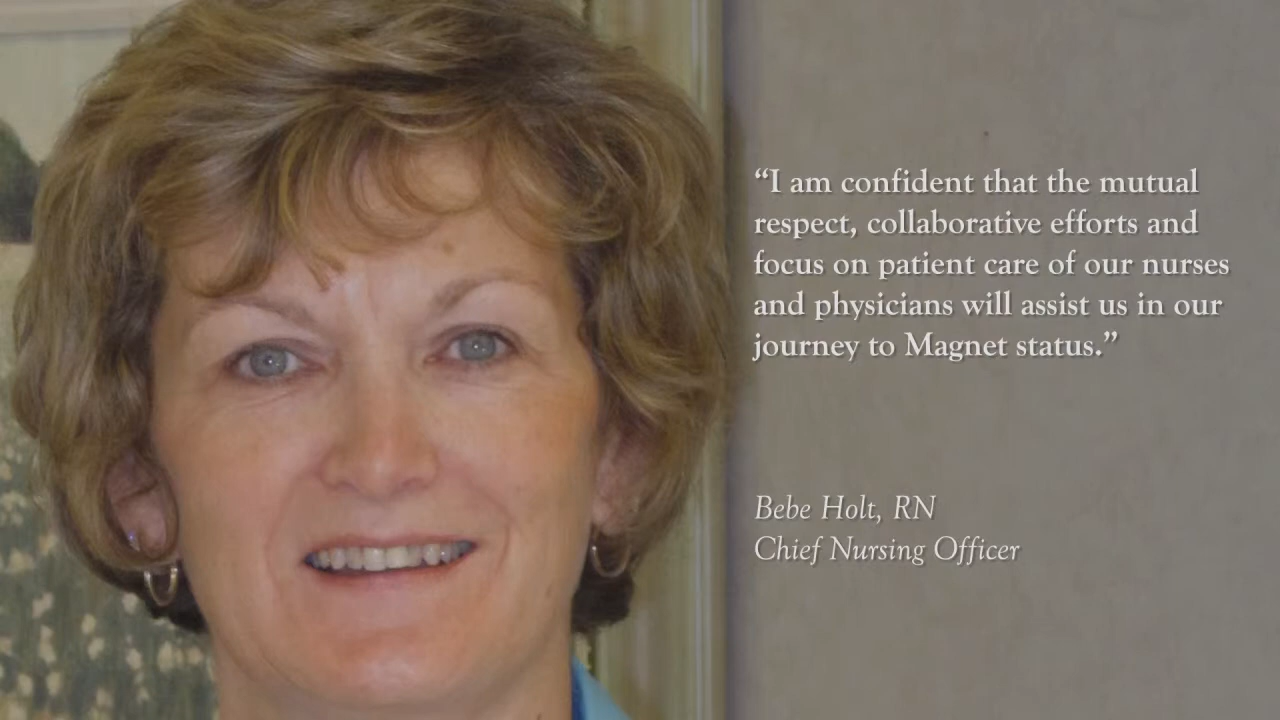 “I am confident that the mutual
respect, collaborative efforts and
focus on patient care of our nurses
and physicians will assist us in our
journey to Magnet status.”
Bebe Holt, RN
Chief Nursing Officer